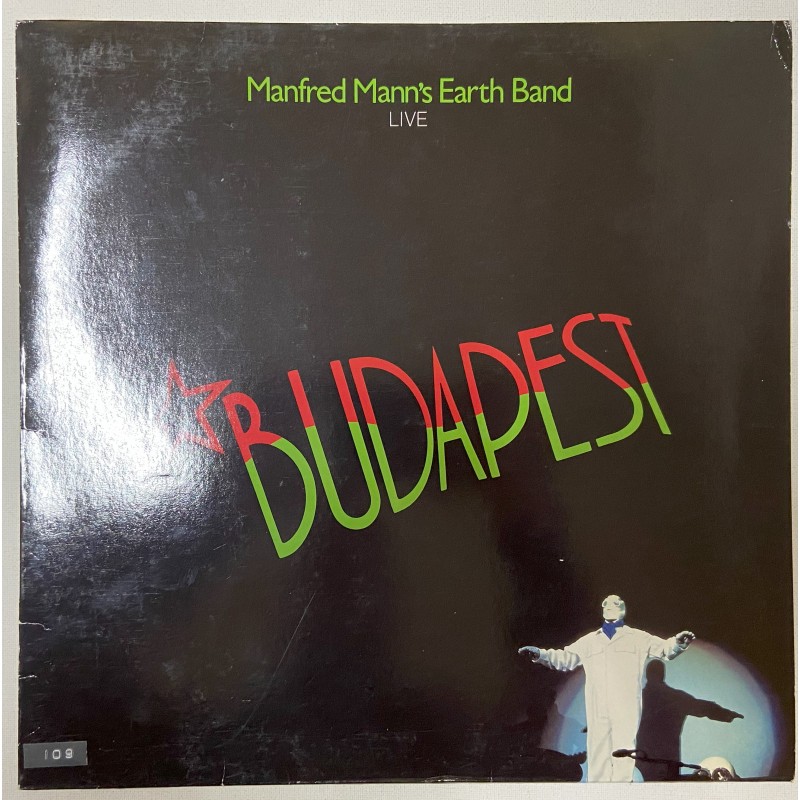 Manfred Mann's Earth Band
LIVE
BUDAPEST
109